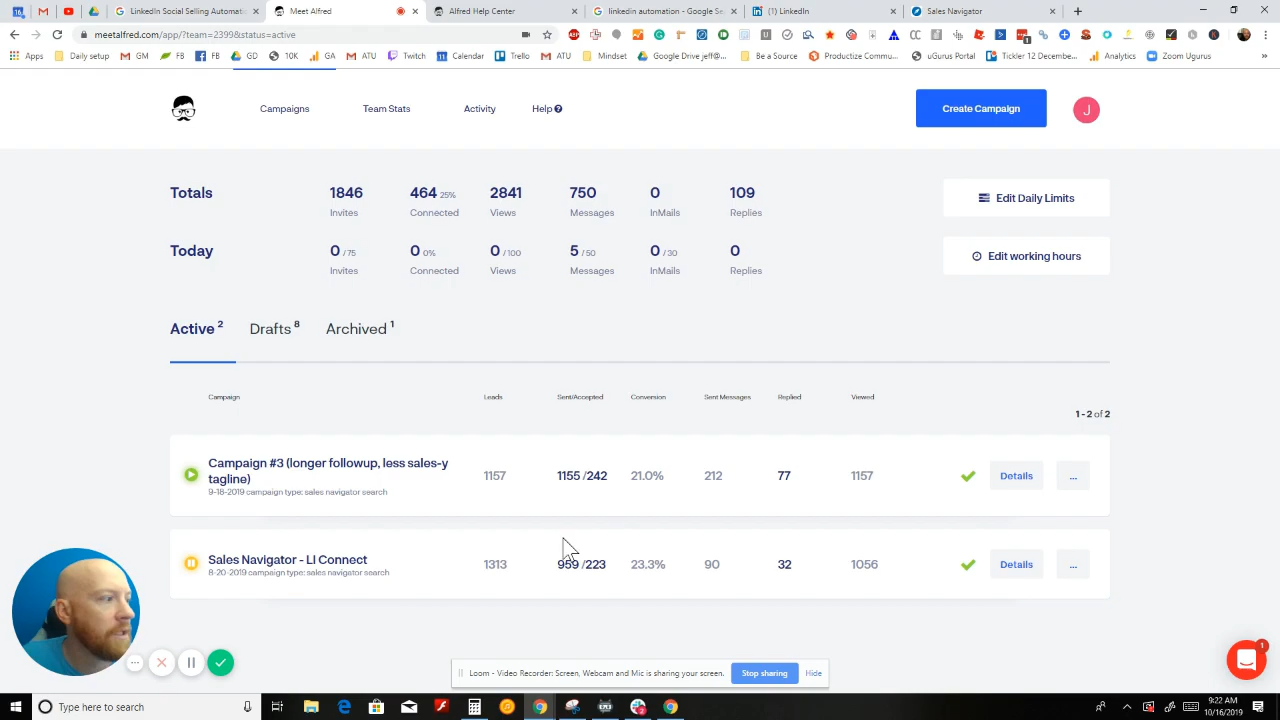 LinkedIn Social Selling Automati
Meet Alfred
Alfred Help Center
linkedin automation - Google Se
(1) LinkedIn
Sales Navigator
meetalfred.com/app/?team=2399&status=active
Apps
Daily setup
GM
FB
FB
GD
10K
GA
ATU
Twitch
Calendar
Trello
ATU
Mindset
Google Drive jeff@...
Be a Source
Productize Commu...
uGurus Portal
Tickler 12 Decembe...
Analytics
Zoom Ugurus
Campaigns
Team Stats
Activity
Help
Create Campaign
J
Totals
1846
Invites
464 25%
Connected
2841
Views
750
Messages
0
InMails
109
Replies
Edit Daily Limits
Today
0 / 75
Invites
0 0%
Connected
0 / 100
Views
5 / 50
Messages
0 / 30
InMails
0
Replies
Edit working hours
Active 2
Drafts 8
Archived 1
Campaign
Leads
Sent/Accepted
Conversion
Sent Messages
Replied
Viewed
1 - 2 of 2
Campaign #3 (longer followup, less sales-y
tagline)
9-16-2019 campaign type: sales navigator search
1157
1155 /242
21.0%
212
77
1157
Details
...
Sales Navigator - LI Connect
8-20-2019 campaign type: sales navigator search
1313
959 /223
23.3%
90
32
1056
Details
...
1
Loom - Video Recorder: Screen, Webcam and Mic is sharing your screen.
Stop sharing
Hide
Type here to search
9:22 AM
10/16/2019